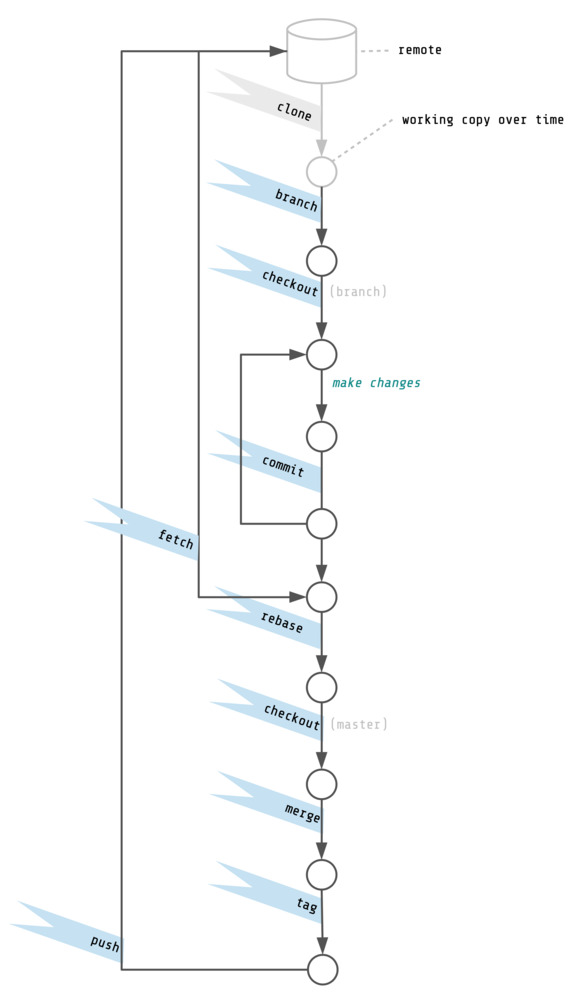 remote
clone
working copy over time
branch
checkout (branch)
make changes
commit
fetch
rebase
checkout (master)
merge
tag
push